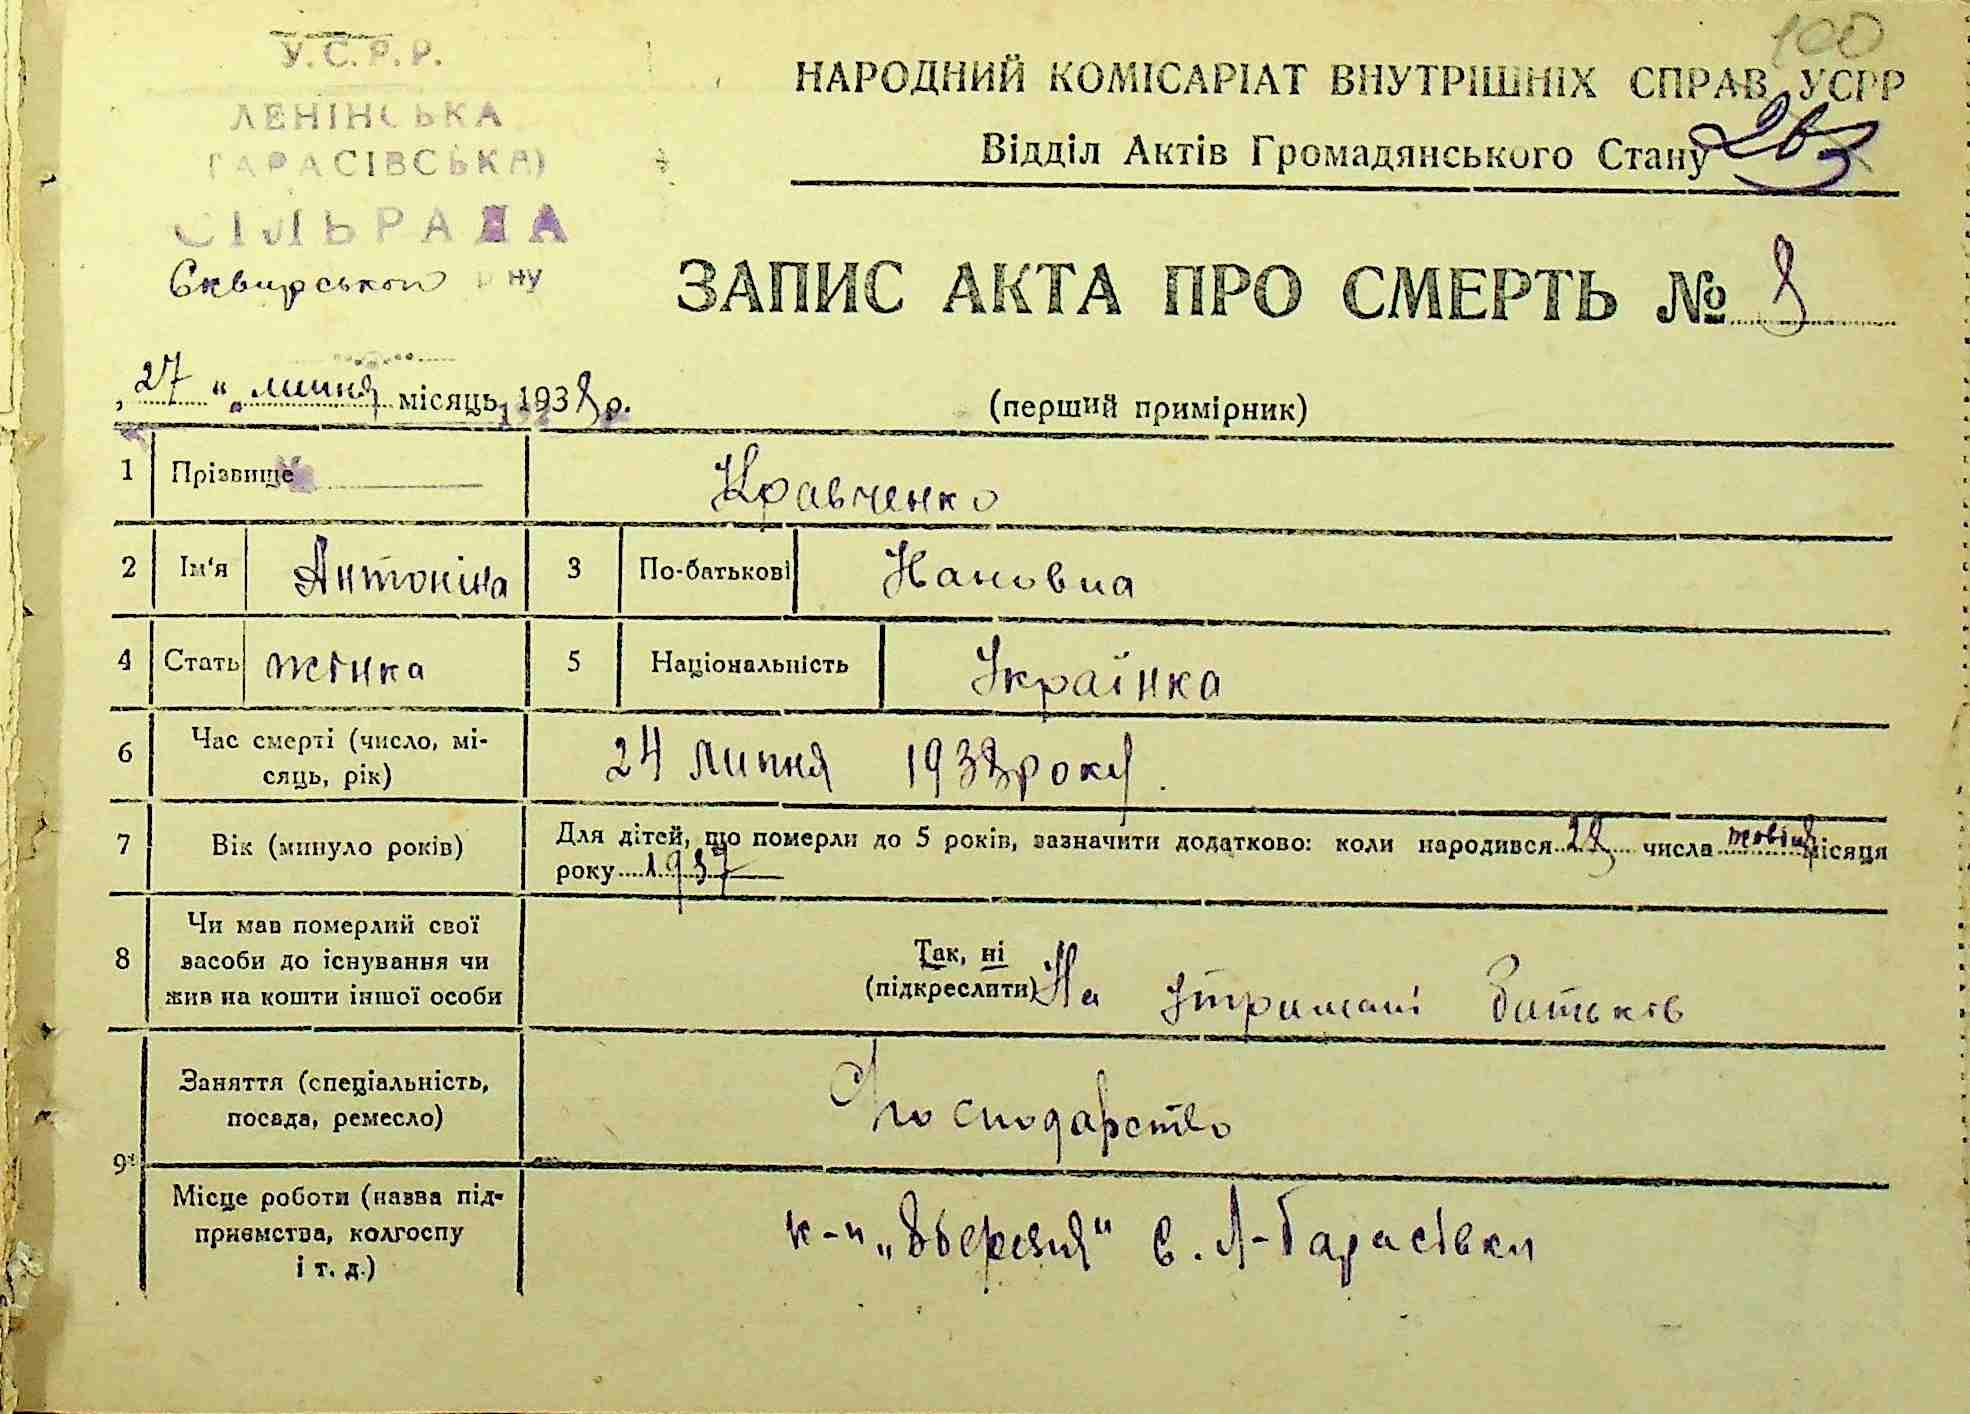 100
У.С.Р.Р.
ЛЕНІНСЬКА
(ТАРАСІВСЬКА)
СІЛЬРАДА
Сквирського р ну
НАРОДНИЙ КОМІСАРІАТ ВНУТРІШНІХ СПРАВ УСРР
Відділ Актів Громадянського Стану
ЗАПИС АКТА ПРО СМЕРТЬ № 8
„ 27 " липня місяць 1938 р.
(перший примірник)
1 Прізвище Кравченко
2 Ім'я Антоніна 3 По-батькові
4 Стать жінка 5 Національність Українка
6 Час смерті (число, мі-
сяць, рік) 24 липня 1938 року.
7 Вік (минуло років) Для дітей, що померли до 5 років, зазначити додатково: коли народився 28 числа місяця
року 1937
8 Чи мав померлий свої
засоби до існування чи
жив на кошти іншої особи
Так, ні
(підкреслити) На утримані батьків
9 Заняття (спеціальність,
посада, ремесло) Господарство
Місце роботи (назва під-
приємства, колгоспу
і т. д.) с. Л-Тарасівки